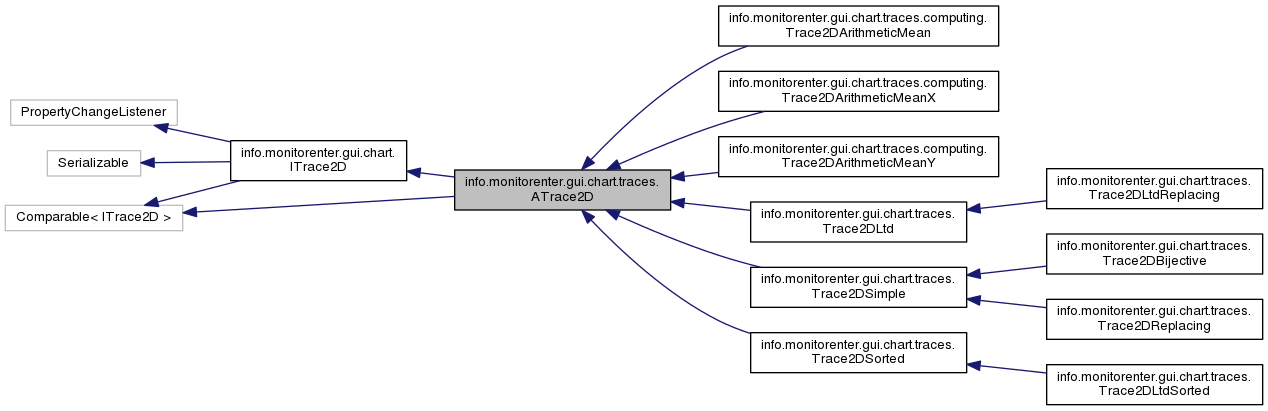 PropertyChangeListener
Serializable
Comparable< ITrace2D >
info.monitorenter.gui.chart.
ITrace2D
info.monitorenter.gui.chart.traces.
ATrace2D
info.monitorenter.gui.chart.traces.computing.
Trace2DArithmeticMean
info.monitorenter.gui.chart.traces.computing.
Trace2DArithmeticMeanX
info.monitorenter.gui.chart.traces.computing.
Trace2DArithmeticMeanY
info.monitorenter.gui.chart.traces.
Trace2DLtd
info.monitorenter.gui.chart.traces.
Trace2DSimple
info.monitorenter.gui.chart.traces.
Trace2DSorted
info.monitorenter.gui.chart.traces.
Trace2DLtdReplacing
info.monitorenter.gui.chart.traces.
Trace2DBijective
info.monitorenter.gui.chart.traces.
Trace2DReplacing
info.monitorenter.gui.chart.traces.
Trace2DLtdSorted